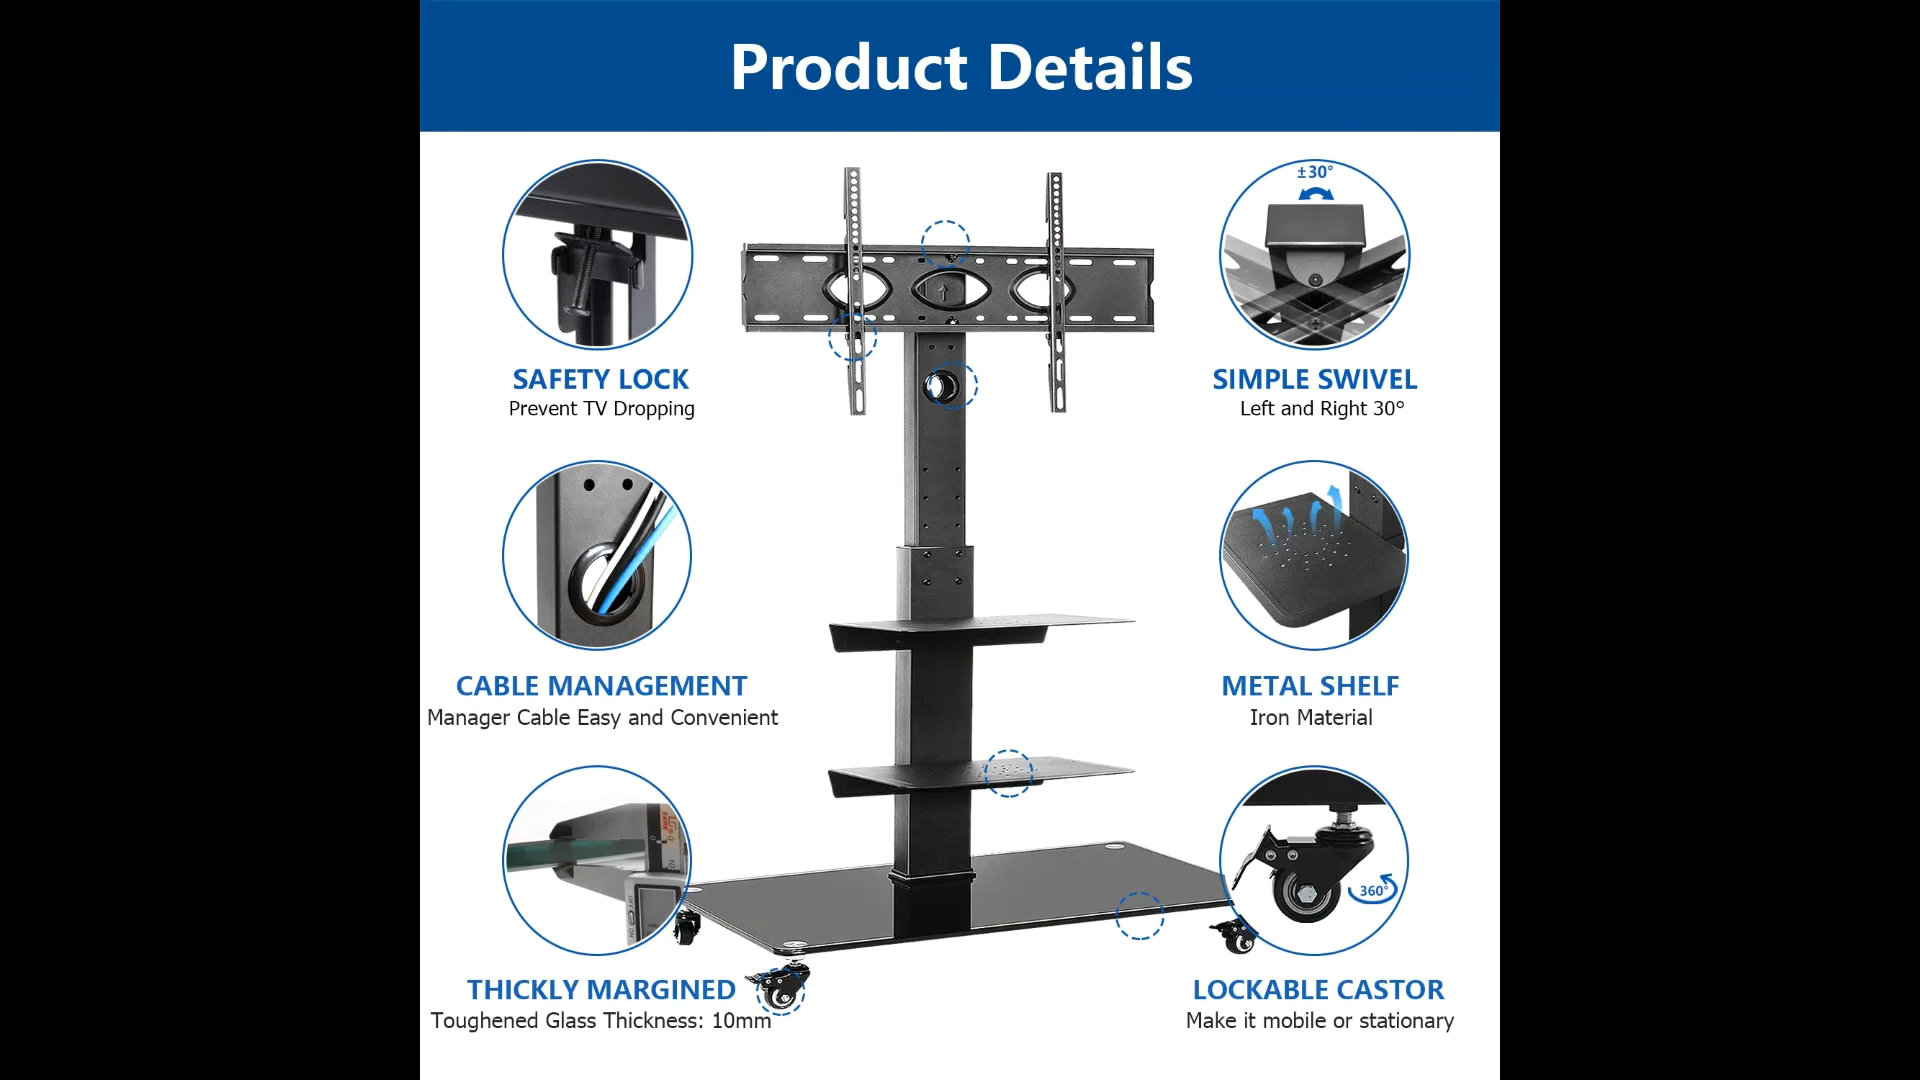 Product Details
±30°
SAFETY LOCK
Prevent TV Dropping
SIMPLE SWIVEL
Left and Right 30°
CABLE MANAGEMENT
Manager Cable Easy and Convenient
METAL SHELF
Iron Material
360°
THICKLY MARGINED
Toughened Glass Thickness: 10mm
LOCKABLE CASTOR
Make it mobile or stationary